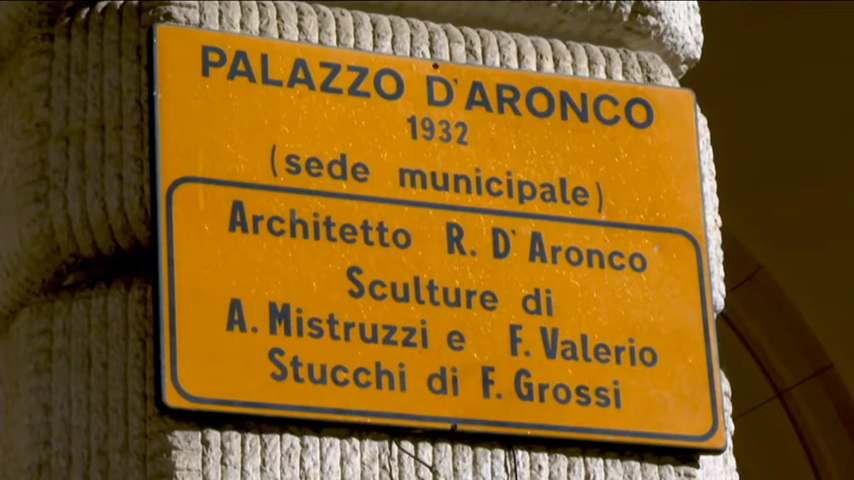 PALAZZO D'ARONCO
1932
(sede municipale)
Architetto R. D'Aronco
Sculture di
A. Mistruzzi e F. Valerio
Stucchi di F. Grossi